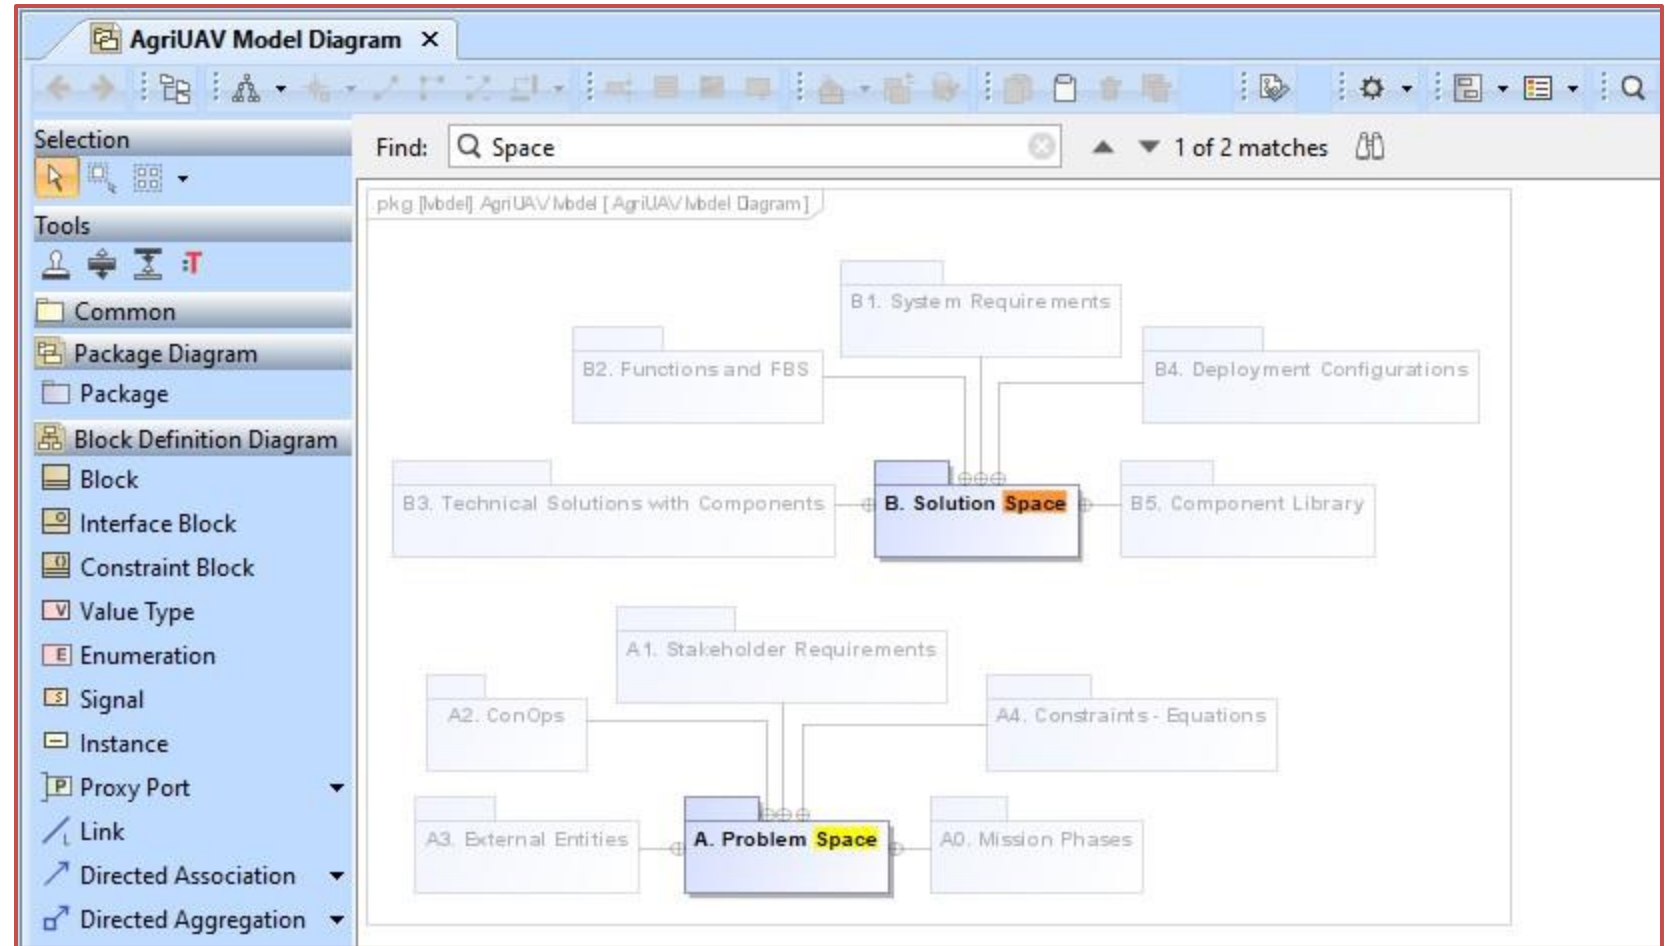 AgriUAV Model Diagram
Selection
Find: Space 1 of 2 matches
Tools
Common
Package Diagram
Package
Block Definition Diagram
Block
Interface Block
Constraint Block
Value Type
Enumeration
Signal
Instance
Proxy Port
Link
Directed Association
Directed Aggregation
pkg [Model] AgriUAV Model [ AgriUAV Model Diagram ]
B1. System Requirements
B2. Functions and FBS
B4. Deployment Configurations
B3. Technical Solutions with Components
B. Solution Space
B5. Component Library
A1. Stakeholder Requirements
A2. ConOps
A4. Constraints - Equations
A3. External Entities
A. Problem Space
A0. Mission Phases